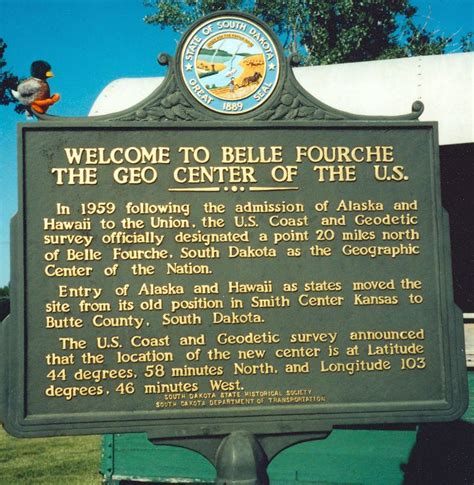 STATE OF SOUTH DAKOTA
UNDER GOD THE PEOPLE RULE
GREAT SEAL
1889
WELCOME TO BELLE FOURCHE
THE GEO CENTER OF THE U.S.
In 1959 following the admission of Alaska and
Hawaii to the Union, the U.S. Coast and Geodetic
survey officially designated a point 20 miles north
of Belle Fourche, South Dakota as the Geographic
Center of the Nation.
Entry of Alaska and Hawaii as states moved the
site from its old position in Smith Center Kansas to
Butte County, South Dakota.
The U.S. Coast and Geodetic survey announced
that the location of the new center is at Latitude
44 degrees, 58 minutes North, and Longitude 103
degrees, 46 minutes West.
SOUTH DAKOTA STATE HISTORICAL SOCIETY
SOUTH DAKOTA DEPARTMENT OF TRANSPORTATION